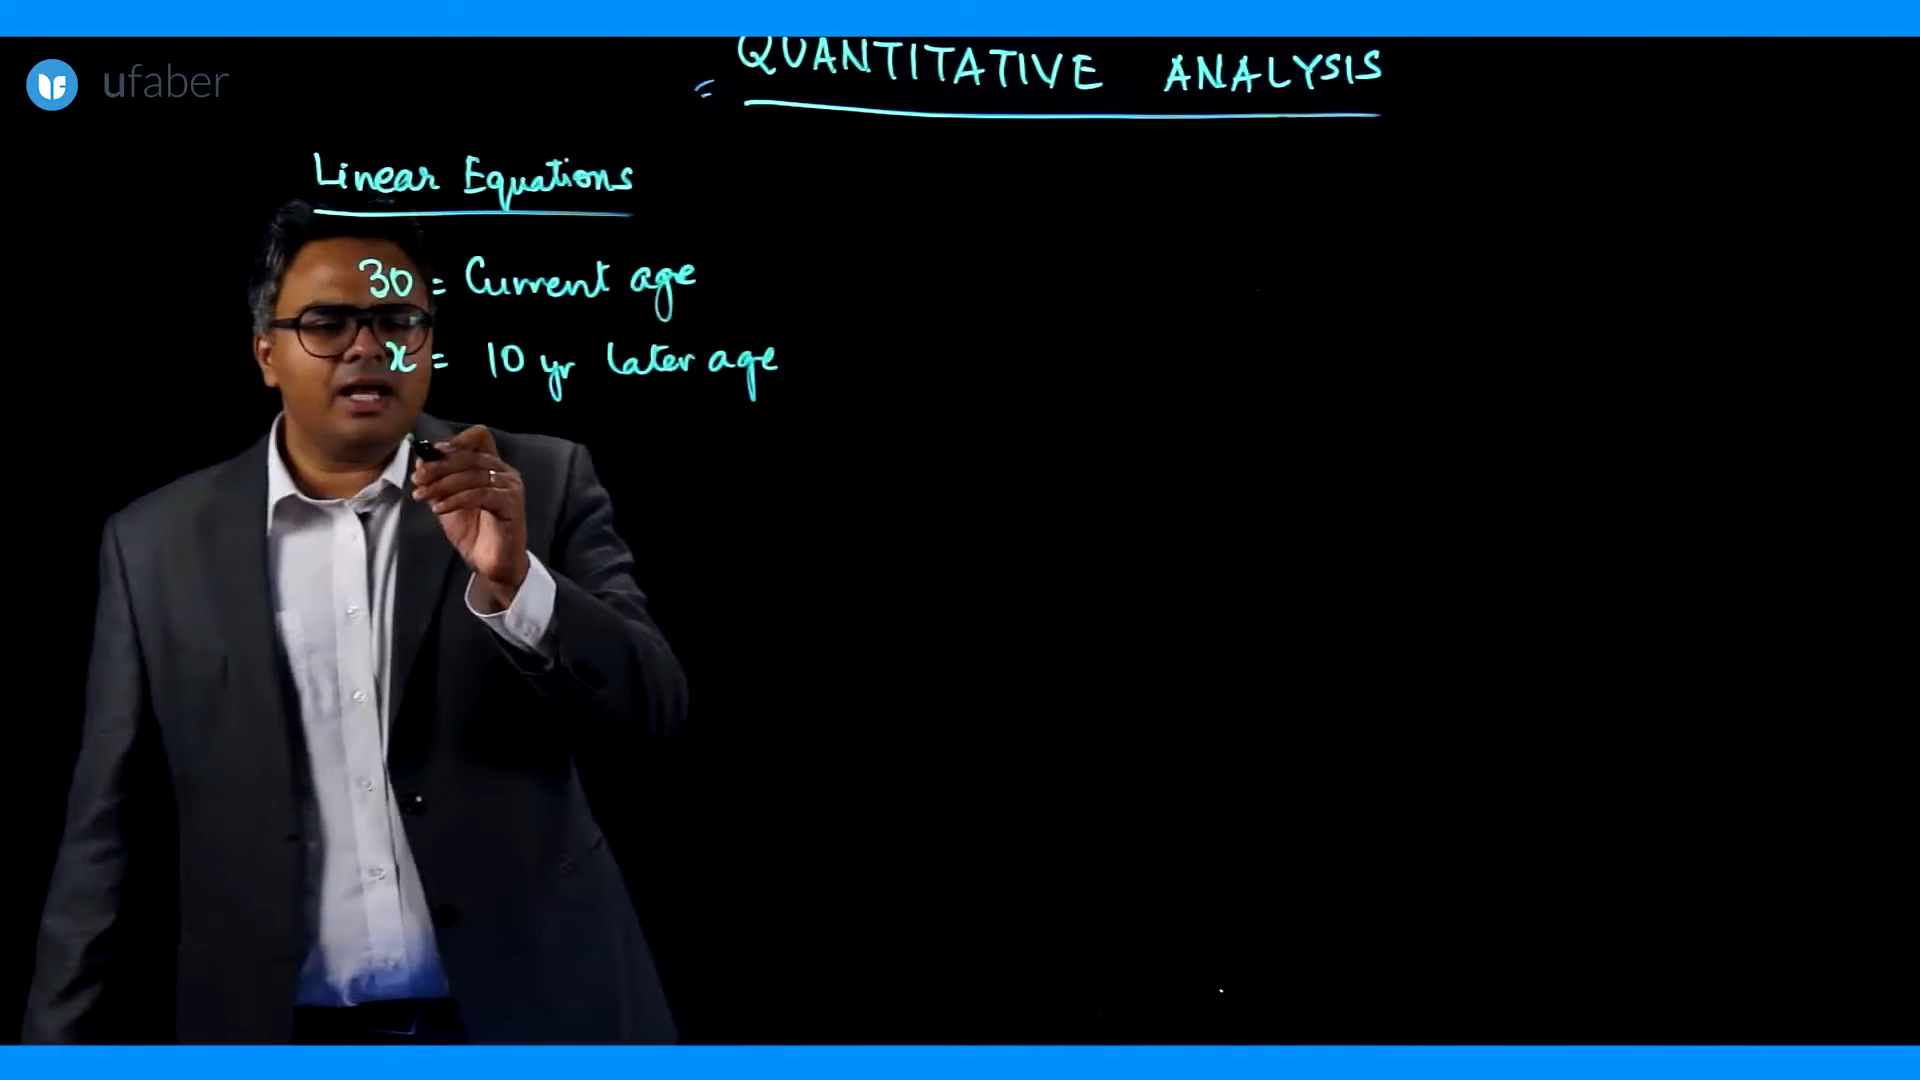 QUANTITATIVE ANALYSIS
=
ufaber
Linear Equations
30 = Current age
x = 10 yr later age